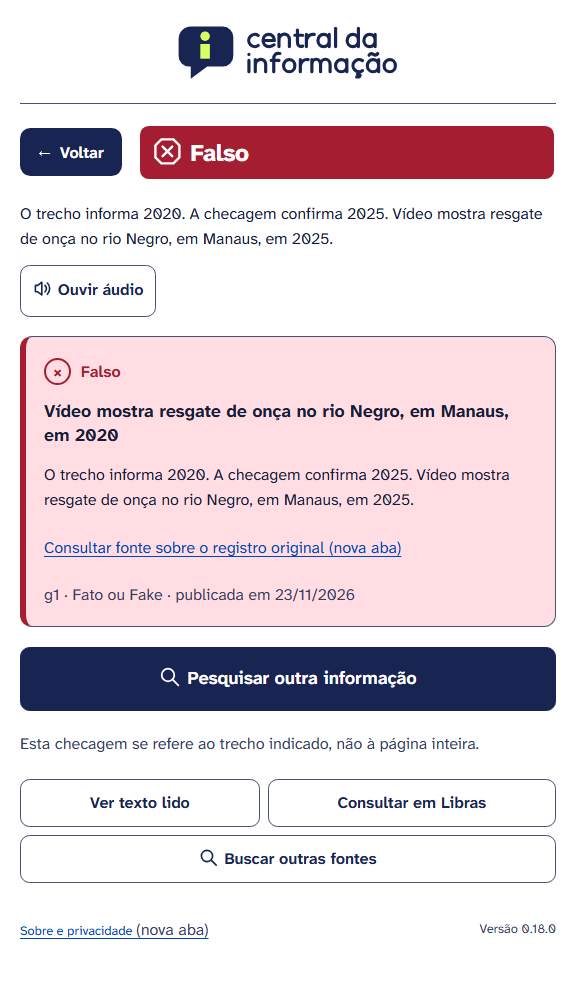 central da
informação
← Voltar
Falso
O trecho informa 2020. A checagem confirma 2025. Vídeo mostra resgate
de onça no rio Negro, em Manaus, em 2025.
Ouvir áudio
Falso
Vídeo mostra resgate de onça no rio Negro, em Manaus,
em 2020
O trecho informa 2020. A checagem confirma 2025. Vídeo mostra
resgate de onça no rio Negro, em Manaus, em 2025.
Consultar fonte sobre o registro original (nova aba)
g1 · Fato ou Fake · publicada em 23/11/2026
Pesquisar outra informação
Esta checagem se refere ao trecho indicado, não à página inteira.
Ver texto lido
Consultar em Libras
Buscar outras fontes
Sobre e privacidade (nova aba)
Versão 0.18.0